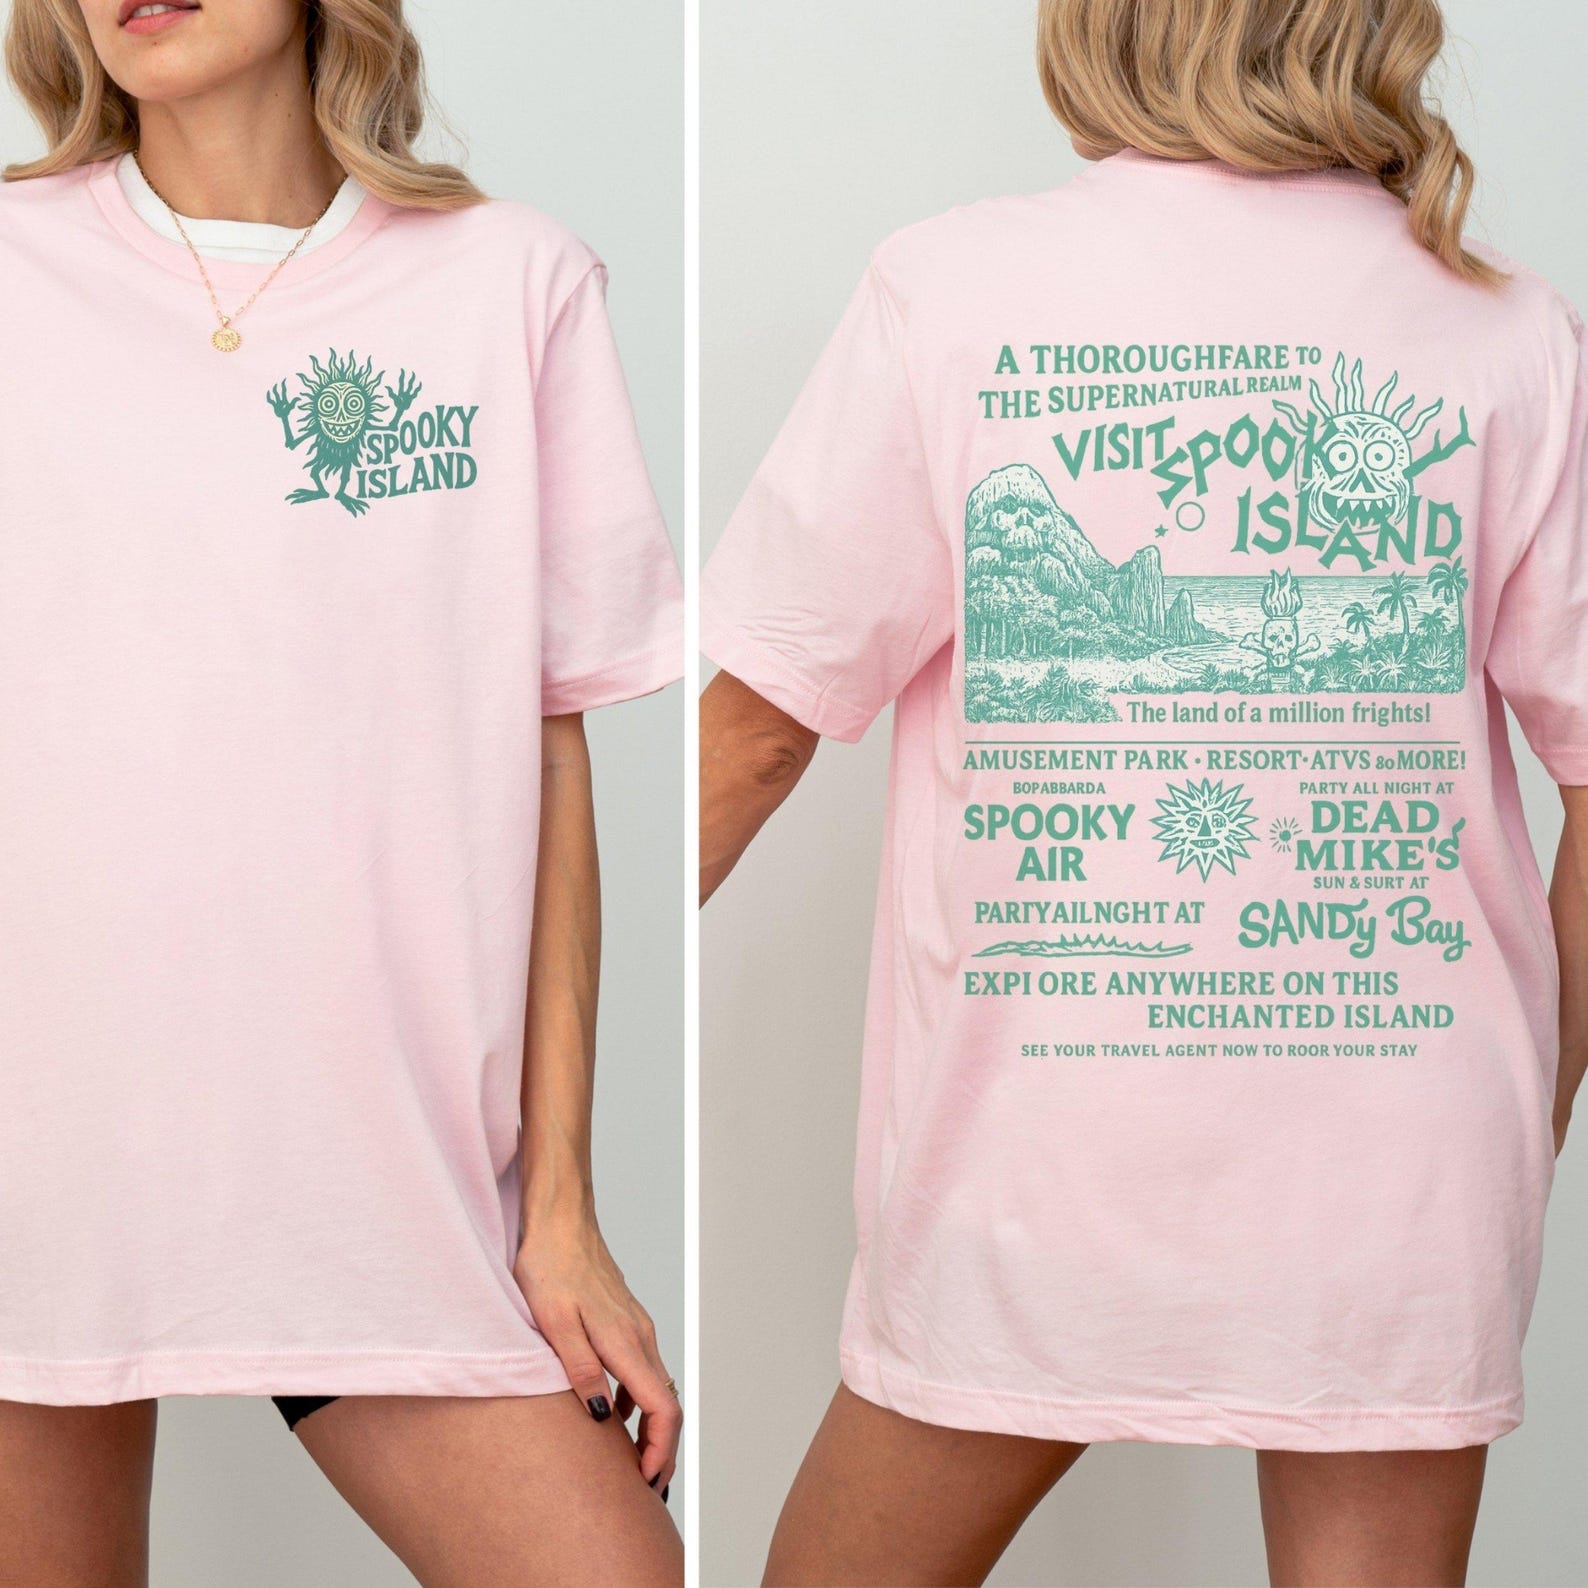 SPOOKY
ISLAND
A THOROUGHFARE TO
THE SUPERNATURAL REALM
VISIT SPOOKY
ISLAND
The land of a million frights!
AMUSEMENT PARK · RESORT · ATVS &o MORE!
BOPABBARDA
SPOOKY
AIR
PARTY ALL NIGHT AT
DEAD
MIKE'S
SUN & SURT AT
PARTYAILNGHT AT
SANDy Bay
EXPI ORE ANYWHERE ON THIS
ENCHANTED ISLAND
SEE YOUR TRAVEL AGENT NOW TO ROOR YOUR STAY